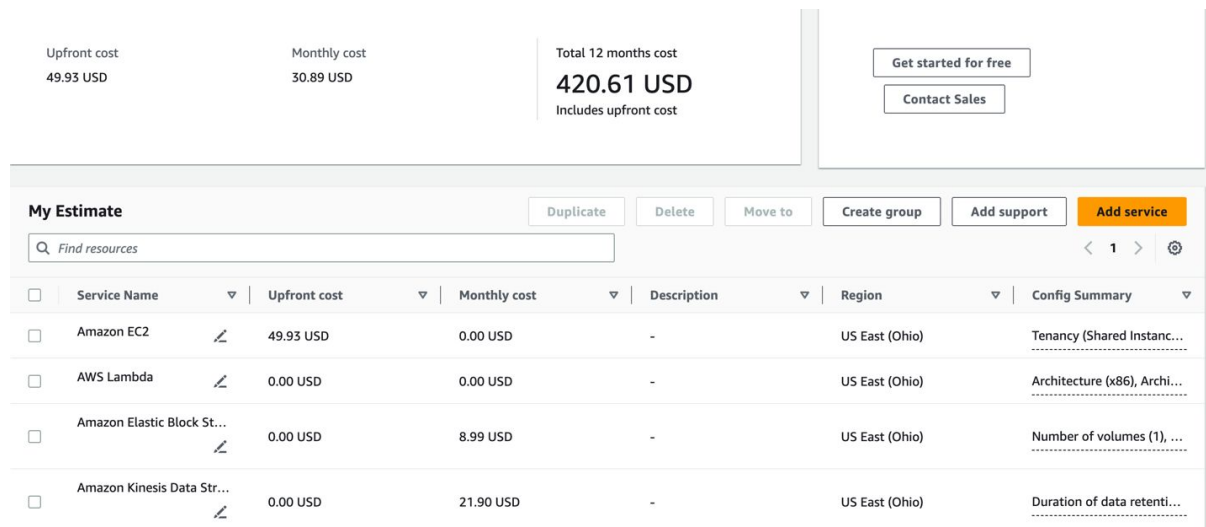 Upfront cost
49.93 USD
Monthly cost
30.89 USD
Total 12 months cost
420.61 USD
Includes upfront cost
Get started for free
Contact Sales
My Estimate
Duplicate Delete Move to Create group Add support Add service
Find resources
1
Service Name Upfront cost Monthly cost Description Region Config Summary
Amazon EC2 49.93 USD 0.00 USD - US East (Ohio) Tenancy (Shared Instanc...
AWS Lambda 0.00 USD 0.00 USD - US East (Ohio) Architecture (x86), Archi...
Amazon Elastic Block St... 0.00 USD 8.99 USD - US East (Ohio) Number of volumes (1), ...
Amazon Kinesis Data Str... 0.00 USD 21.90 USD - US East (Ohio) Duration of data retenti...